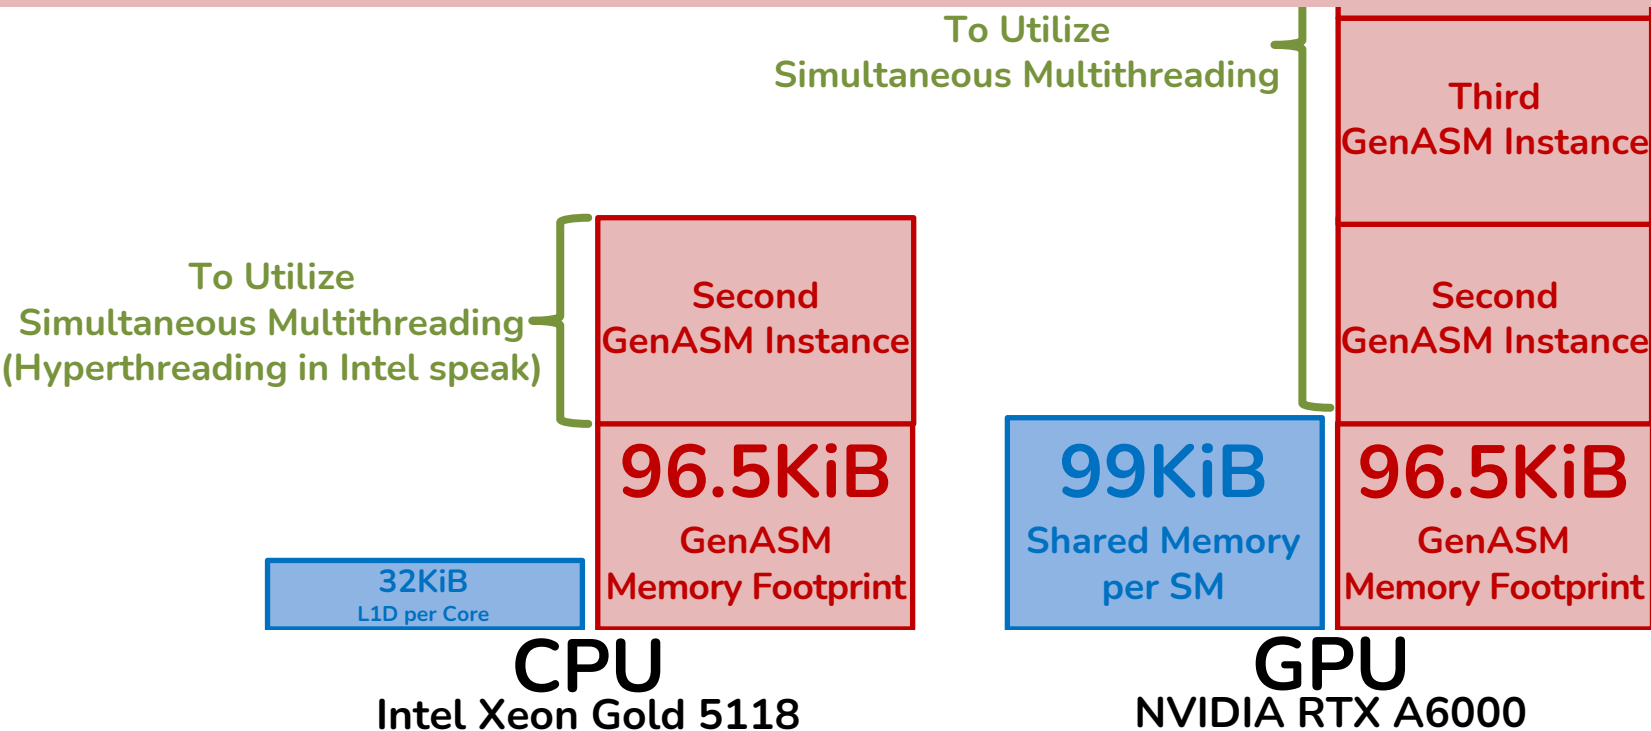 To Utilize
Simultaneous Multithreading
Third
GenASM Instance
To Utilize
Simultaneous Multithreading
(Hyperthreading in Intel speak)
Second
GenASM Instance
Second
GenASM Instance
32KiB
L1D per Core
96.5KiB
GenASM
Memory Footprint
99KiB
Shared Memory
per SM
96.5KiB
GenASM
Memory Footprint
CPU
Intel Xeon Gold 5118
GPU
NVIDIA RTX A6000